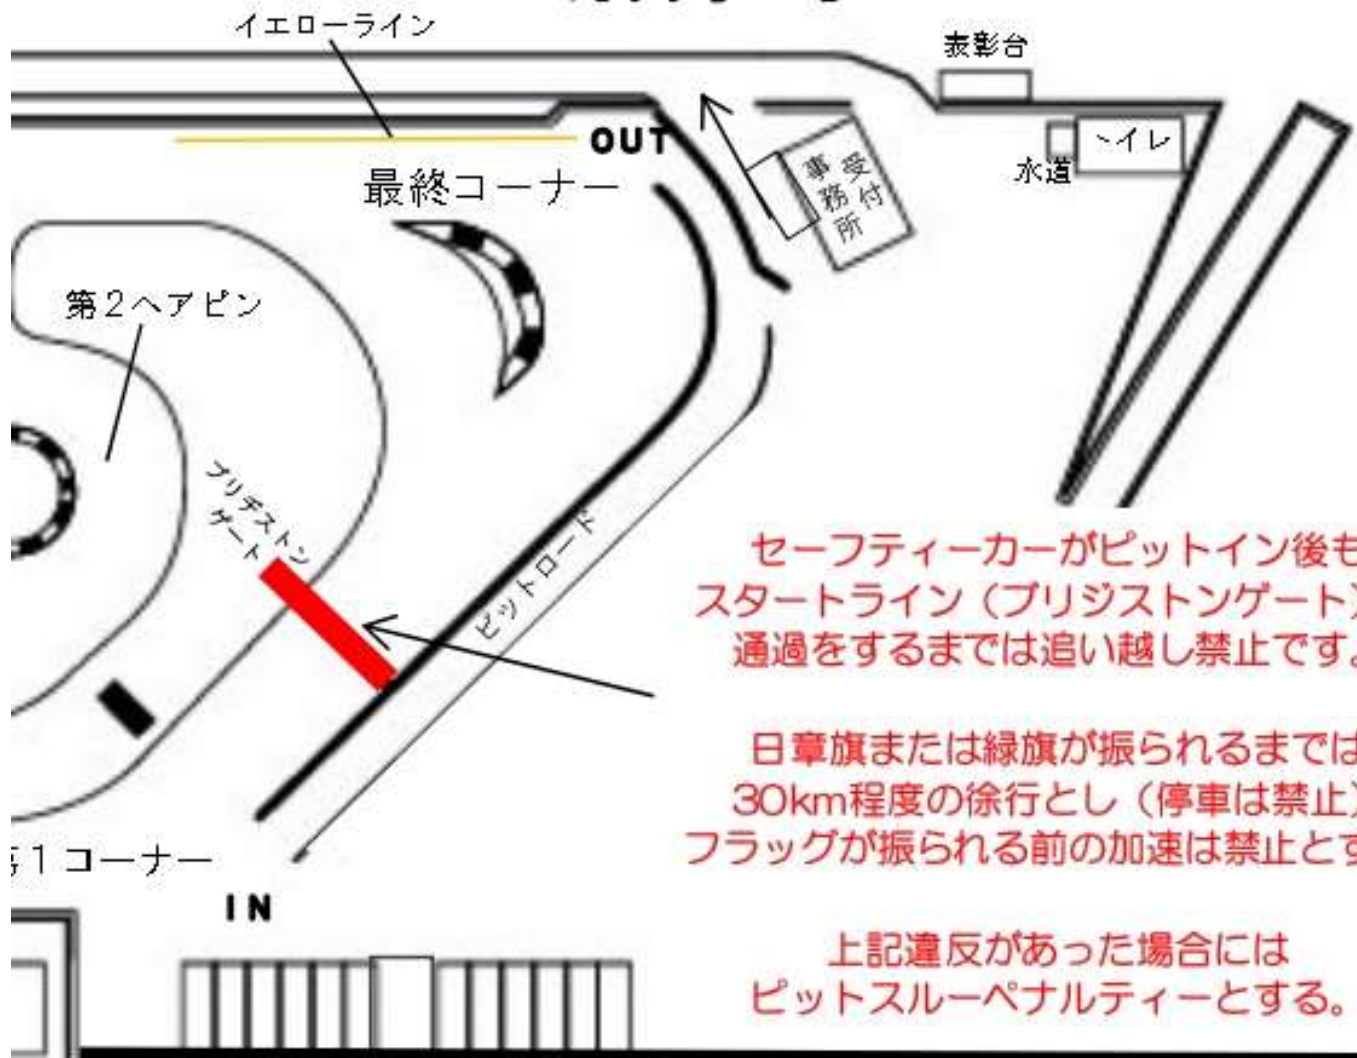 イエローライン
表彰台
OUT
トイレ
水道
最終コーナー
受付
事務所
第2ヘアピン
ブリヂストン
ゲート
ピットロード
セーフティーカーがピットイン後も
スタートライン（ブリジストンゲート）
通過をするまでは追い越し禁止です。
日章旗または緑旗が振られるまでは
30km程度の徐行とし（停車は禁止）
フラッグが振られる前の加速は禁止とす
第1コーナー
IN
上記違反があった場合には
ピットスルーペナルティーとする。